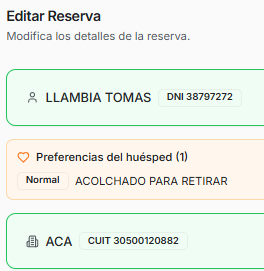 Editar Reserva
Modifica los detalles de la reserva.
LLAMBIA TOMAS DNI 38797272
Preferencias del huésped (1)
Normal ACOLCHADO PARA RETIRAR
ACA CUIT 30500120882